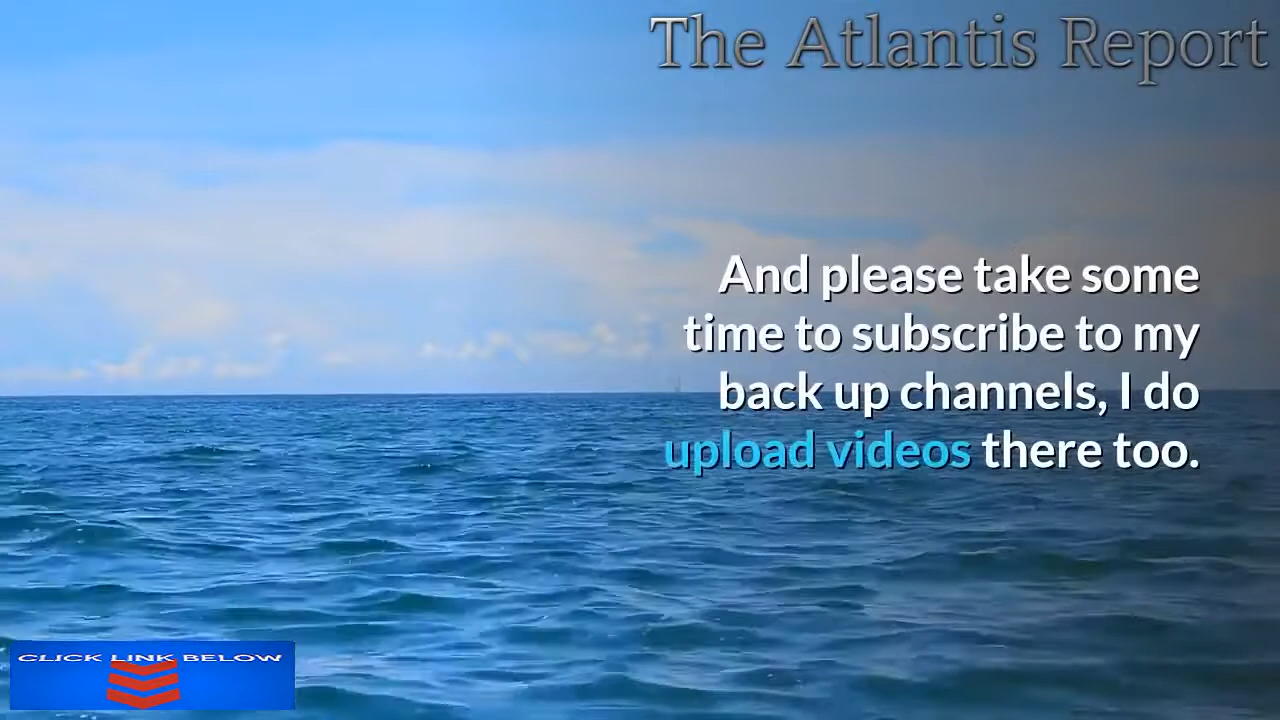 The Atlantis Report
And please take some
time to subscribe to my
back up channels, I do
upload videos there too.
CLICK LINK BELOW